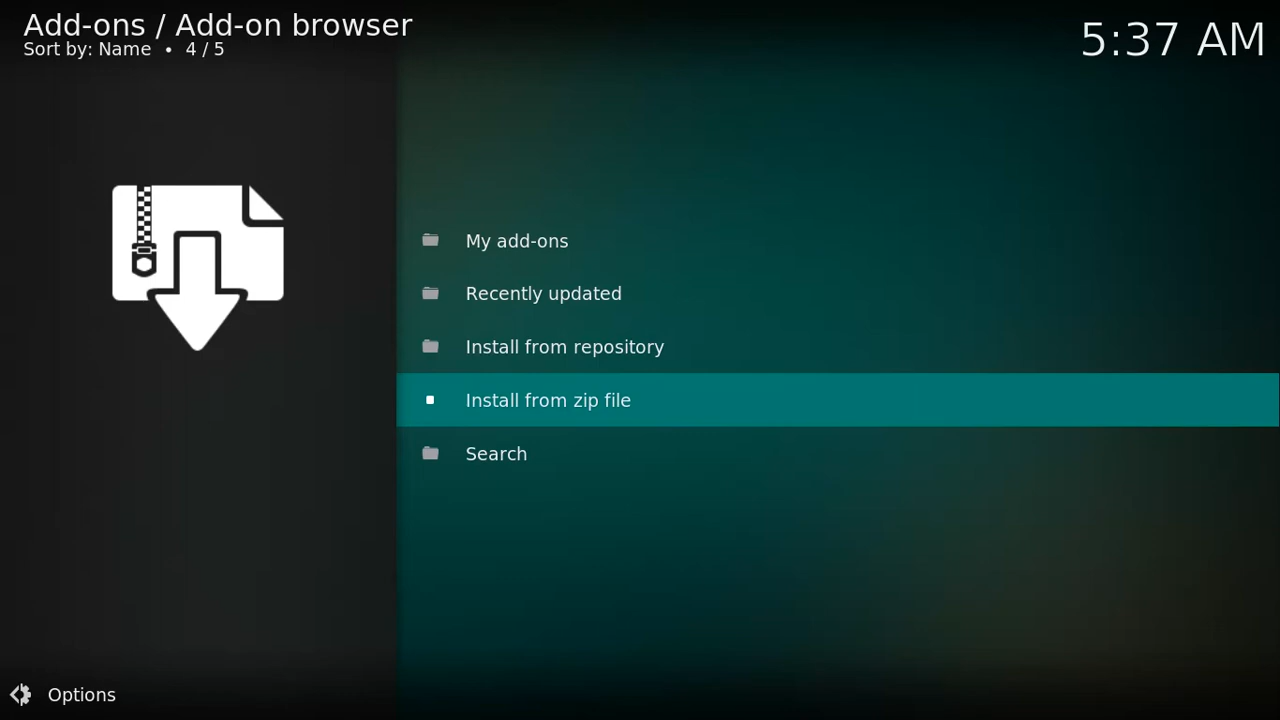 Add-ons / Add-on browser
Sort by: Name • 4 / 5
5:37 AM
My add-ons
Recently updated
Install from repository
Install from zip file
Search
Options